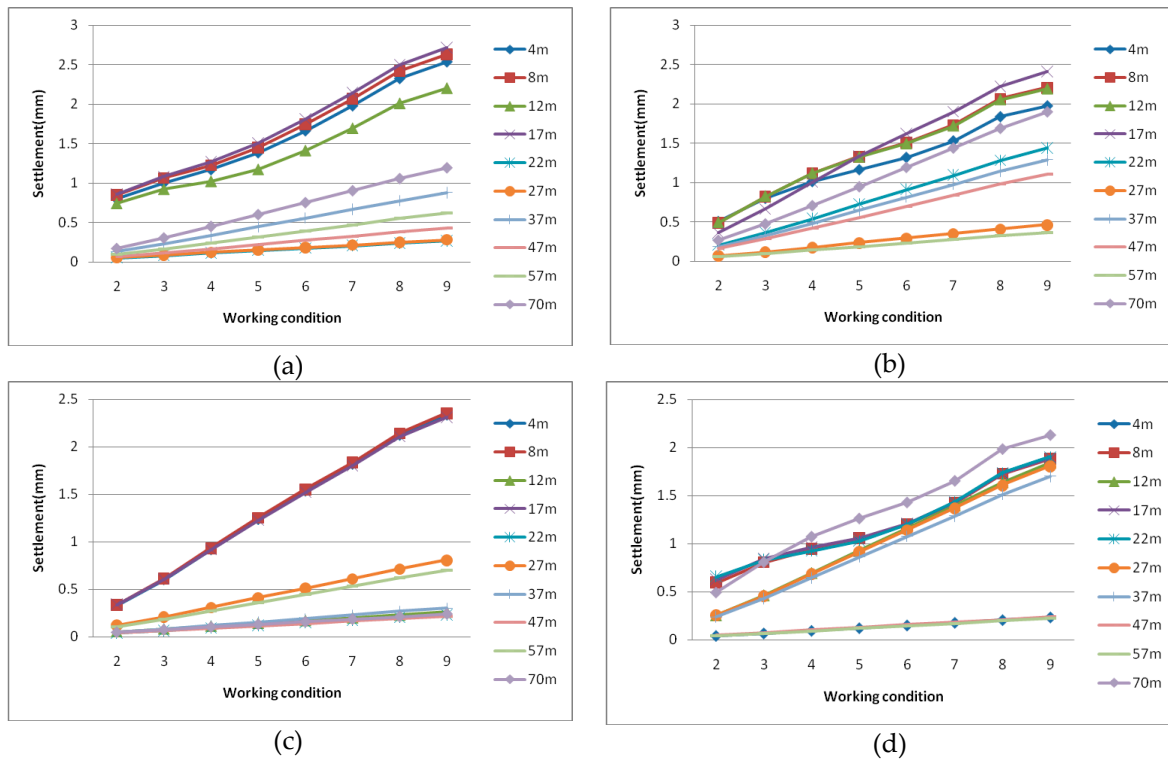 3
2.5
2
1.5
1
0.5
0
Settlement(mm)
2 3 4 5 6 7 8 9
Working condition
4m
8m
12m
17m
22m
27m
37m
47m
57m
70m
(a)
3
2.5
2
1.5
1
0.5
0
Settlement(mm)
2 3 4 5 6 7 8 9
Working condition
4m
8m
12m
17m
22m
27m
37m
47m
57m
70m
(b)
2.5
2
1.5
1
0.5
0
Settlement(mm)
2 3 4 5 6 7 8 9
Working condition
4m
8m
12m
17m
22m
27m
37m
47m
57m
70m
(c)
2.5
2
1.5
1
0.5
0
Settlement(mm)
2 3 4 5 6 7 8 9
Working condition
4m
8m
12m
17m
22m
27m
37m
47m
57m
70m
(d)